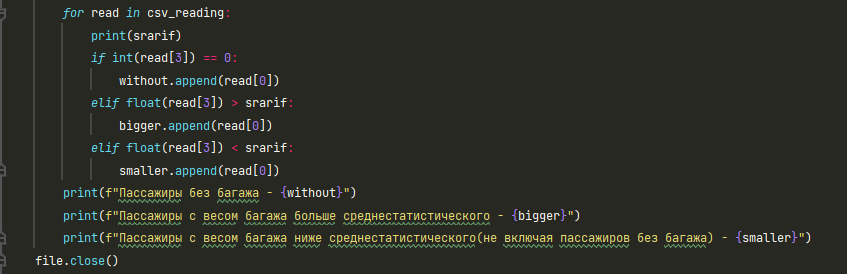 for read in csv_reading:
print(srarif)
if int(read[3]) == 0:
without.append(read[0])
elif float(read[3]) > srarif:
bigger.append(read[0])
elif float(read[3]) < srarif:
smaller.append(read[0])
print(f"Пассажиры без багажа - {without}")
print(f"Пассажиры с весом багажа больше среднестатистического - {bigger}")
print(f"Пассажиры с весом багажа ниже среднестатистического(не включая пассажиров без багажа) - {smaller}")
file.close()